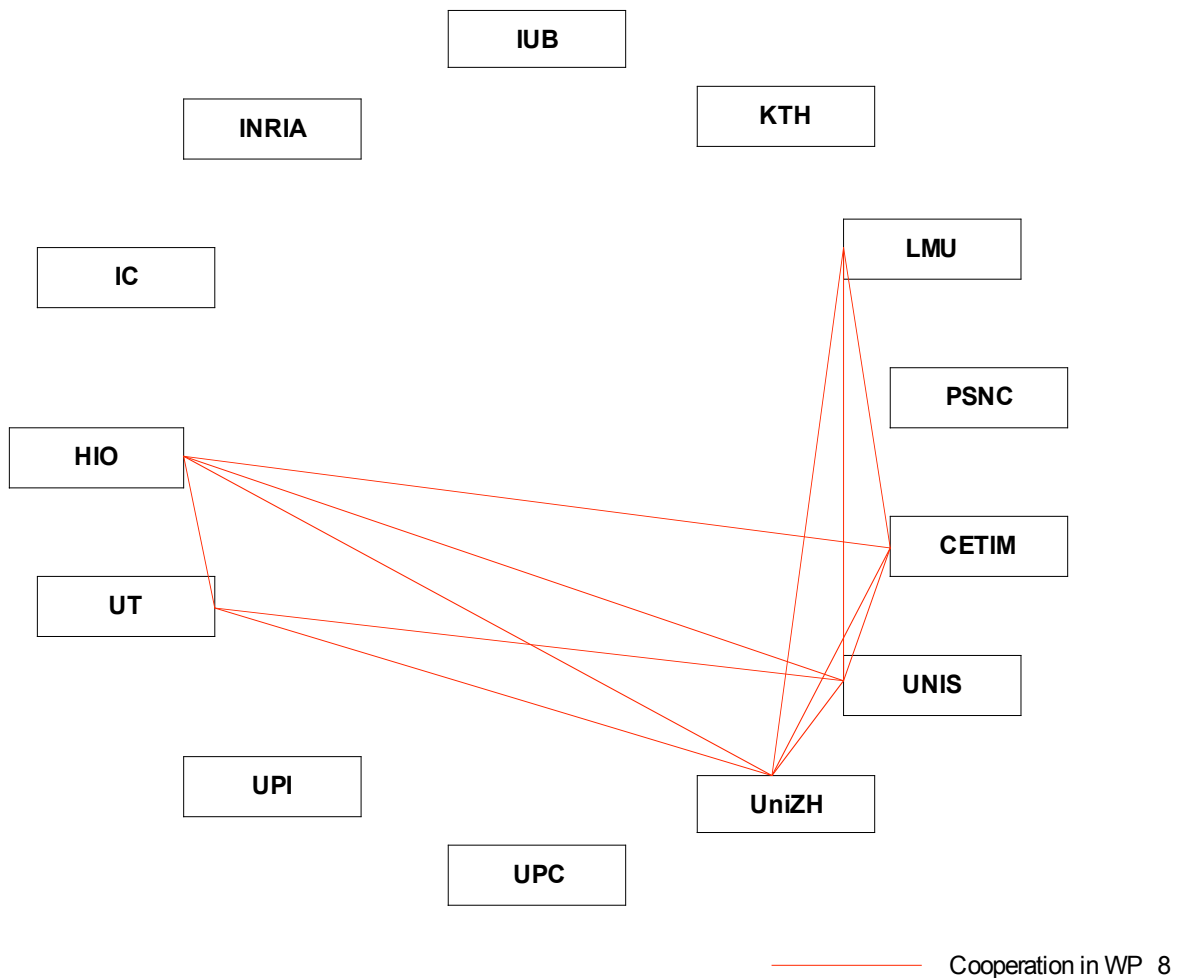 IUB
KTH
INRIA
LMU
IC
PSNC
HIO
CETIM
UT
UNIS
UPI
UniZH
UPC
Cooperation in WP 8